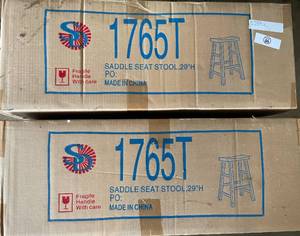 1765T
SADDLE SEAT STOOL.29"H
PO:
MADE IN CHINA
Fragile
Handle
With care
1765T
SADDLE SEAT STOOL.29"H
PO:
MADE IN CHINA
Fragile
Handle
With care